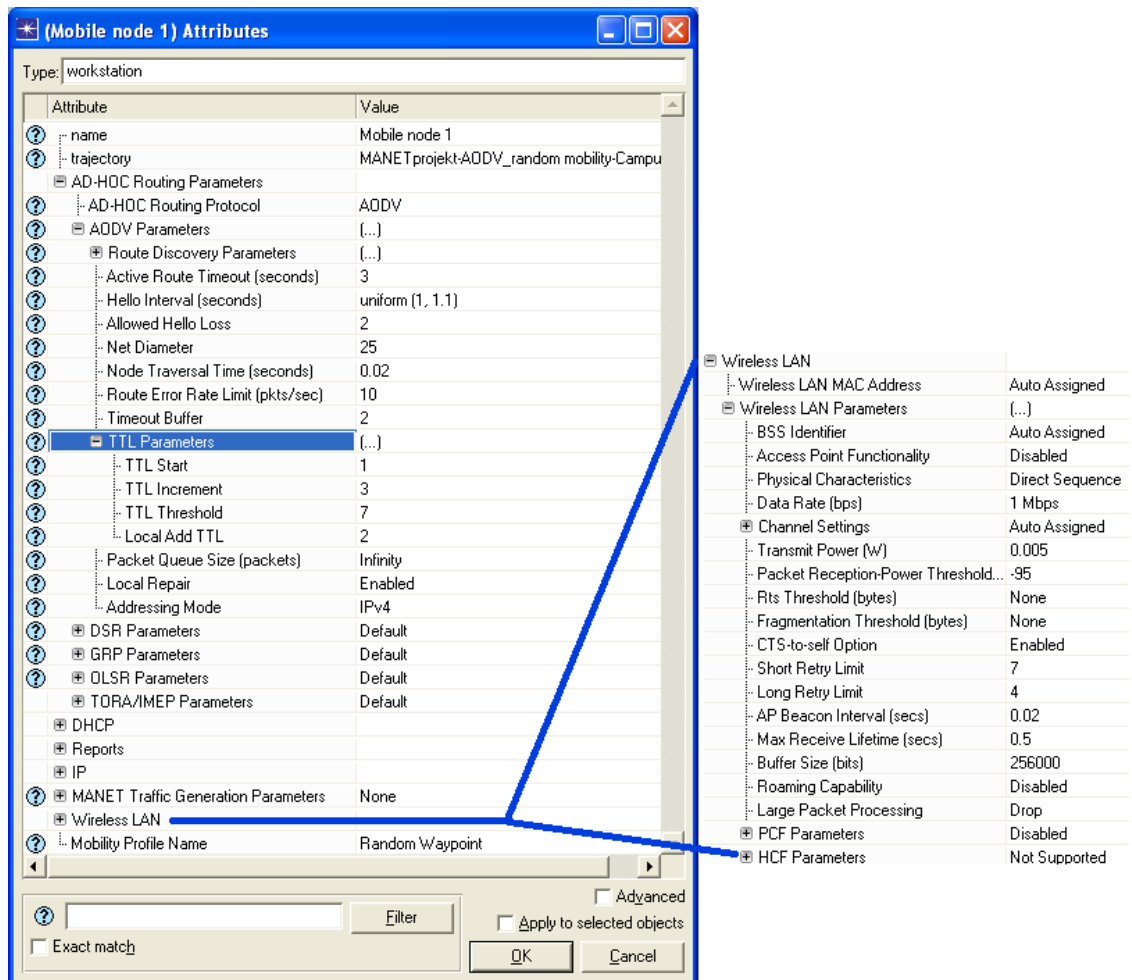 (Mobile node 1) Attributes
Type: workstation
Attribute Value
name Mobile node 1
trajectory MANETprojekt-AODV_random mobility-Campu
AD-HOC Routing Parameters
AD-HOC Routing Protocol AODV
AODV Parameters (...)
Route Discovery Parameters (...)
Active Route Timeout (seconds) 3
Hello Interval (seconds) uniform (1, 1.1)
Allowed Hello Loss 2
Net Diameter 25
Node Traversal Time (seconds) 0.02
Route Error Rate Limit (pkts/sec) 10
Timeout Buffer 2
TTL Parameters (...)
TTL Start 1
TTL Increment 3
TTL Threshold 7
Local Add TTL 2
Packet Queue Size (packets) Infinity
Local Repair Enabled
Addressing Mode IPv4
DSR Parameters Default
GRP Parameters Default
OLSR Parameters Default
TORA/IMEP Parameters Default
DHCP
Reports
IP
MANET Traffic Generation Parameters None
Wireless LAN
Mobility Profile Name Random Waypoint
Advanced
Filter
Apply to selected objects
Exact match
OK Cancel
Wireless LAN
Wireless LAN MAC Address Auto Assigned
Wireless LAN Parameters (...)
BSS Identifier Auto Assigned
Access Point Functionality Disabled
Physical Characteristics Direct Sequence
Data Rate (bps) 1 Mbps
Channel Settings Auto Assigned
Transmit Power (W) 0.005
Packet Reception-Power Threshold... -95
Rts Threshold (bytes) None
Fragmentation Threshold (bytes) None
CTS-to-self Option Enabled
Short Retry Limit 7
Long Retry Limit 4
AP Beacon Interval (secs) 0.02
Max Receive Lifetime (secs) 0.5
Buffer Size (bits) 256000
Roaming Capability Disabled
Large Packet Processing Drop
PCF Parameters Disabled
HCF Parameters Not Supported